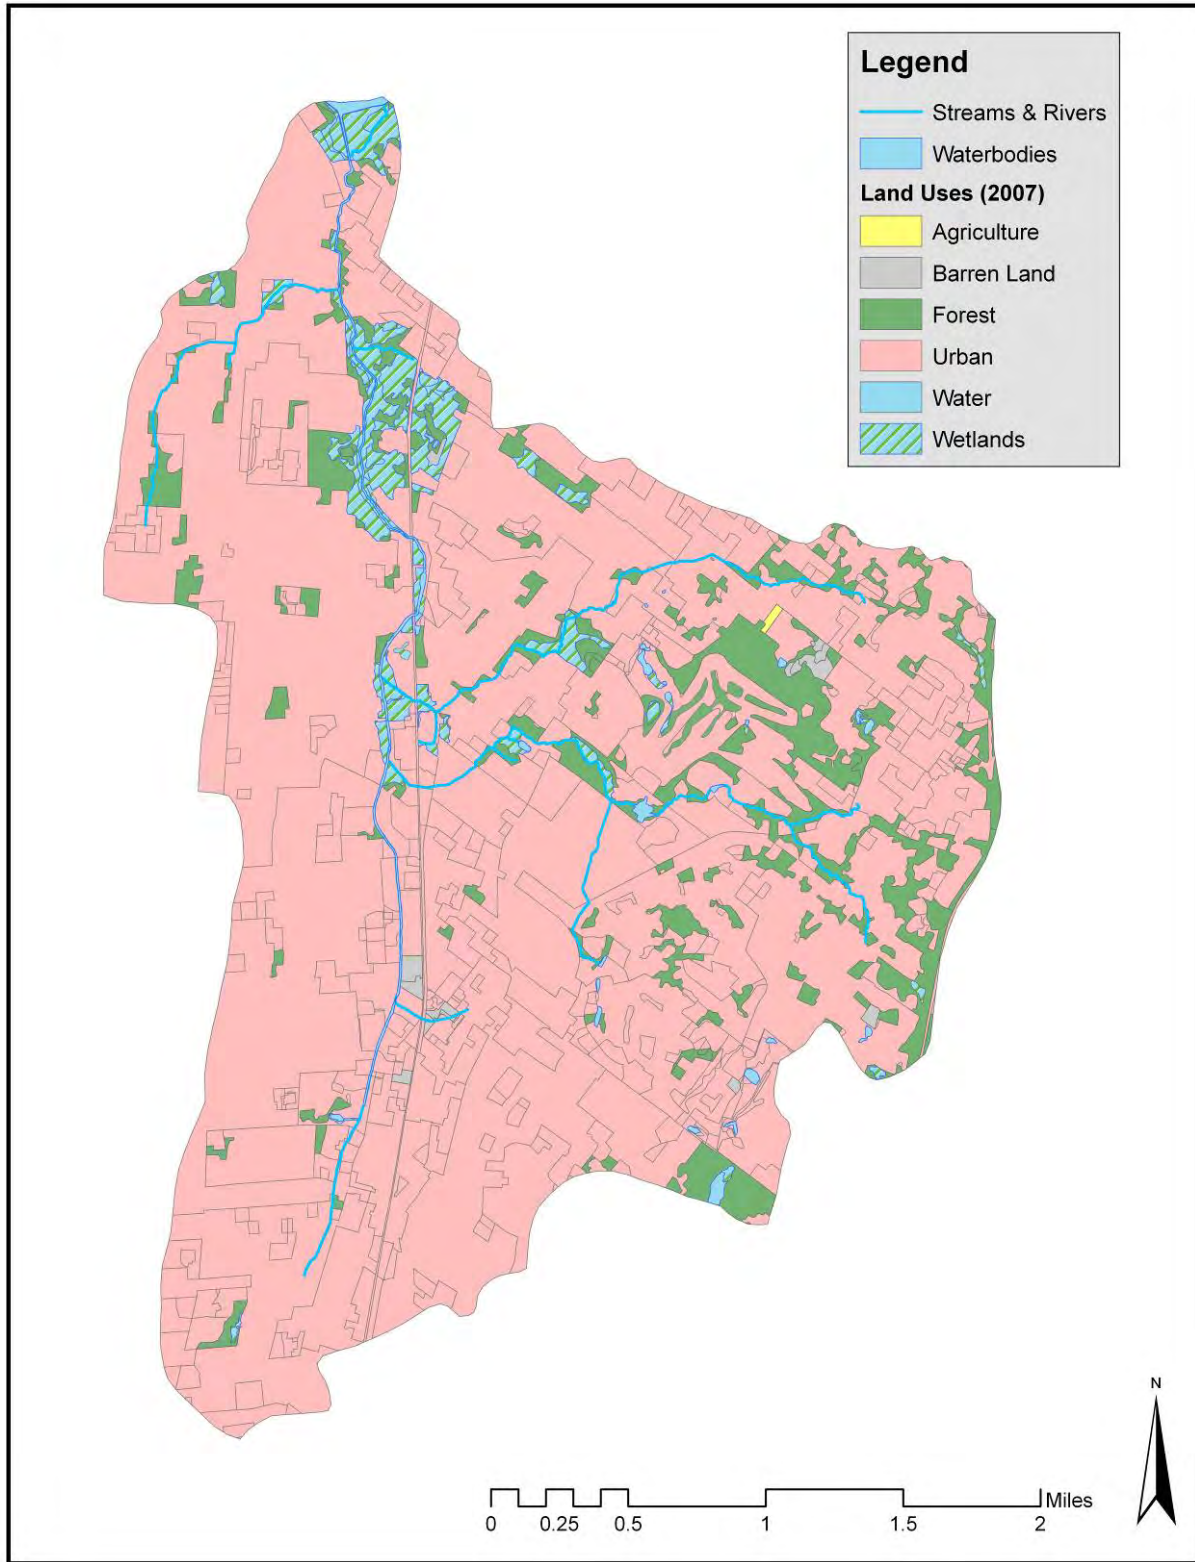 Legend
Streams & Rivers
Waterbodies
Land Uses (2007)
Agriculture
Barren Land
Forest
Urban
Water
Wetlands
N
Miles
0 0.25 0.5 1 1.5 2